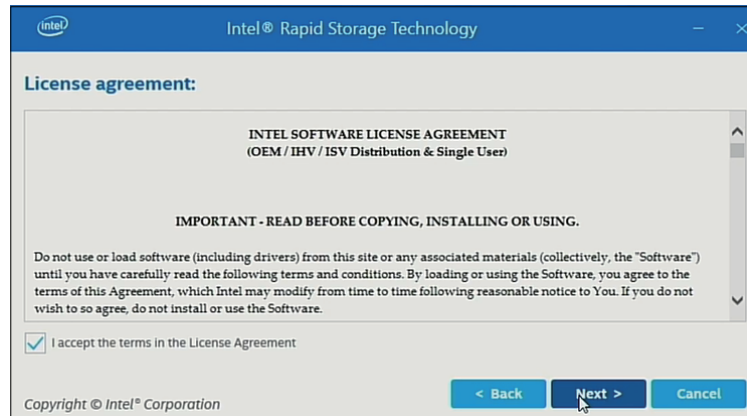 intel
Intel® Rapid Storage Technology
License agreement:
INTEL SOFTWARE LICENSE AGREEMENT
(OEM / IHV / ISV Distribution & Single User)
IMPORTANT - READ BEFORE COPYING, INSTALLING OR USING.
Do not use or load software (including drivers) from this site or any associated materials (collectively, the "Software")
until you have carefully read the following terms and conditions. By loading or using the Software, you agree to the
terms of this Agreement, which Intel may modify from time to time following reasonable notice to You. If you do not
wish to so agree, do not install or use the Software.
I accept the terms in the License Agreement
< Back
Next >
Cancel
Copyright © Intel® Corporation